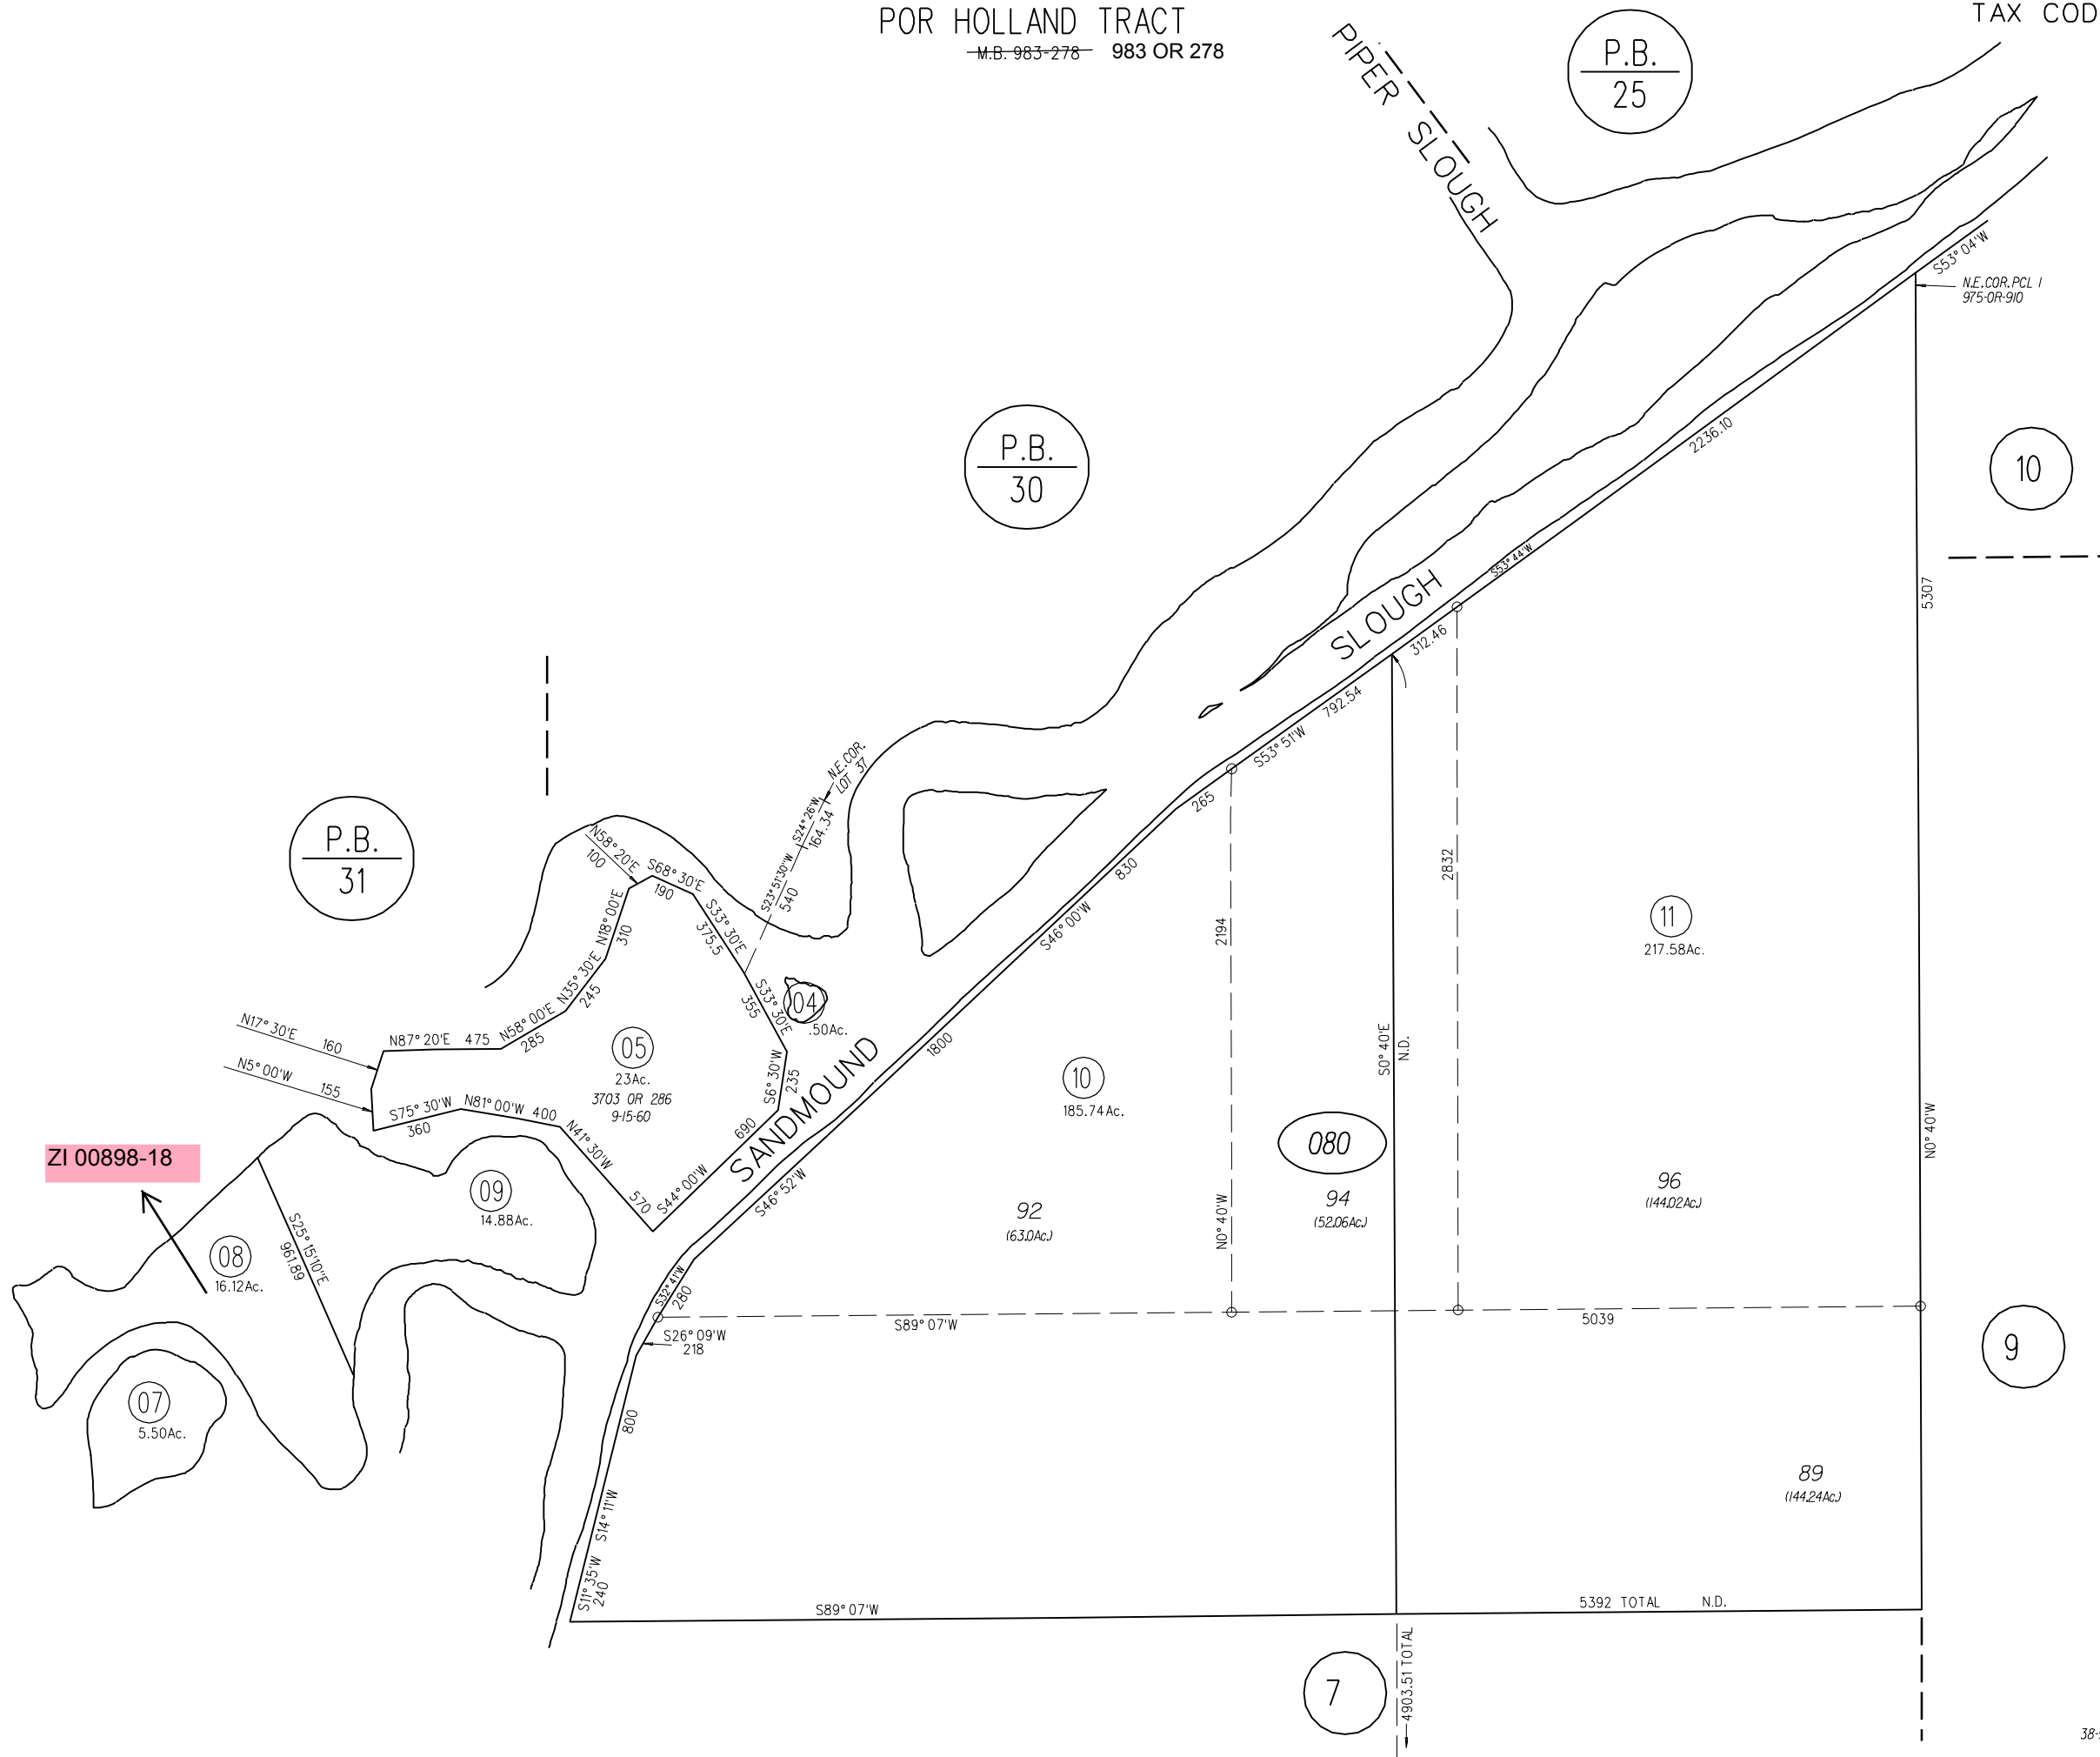 POR HOLLAND TRACT
M.B. 983-278 983 OR 278
TAX COD
PIPER SLOUGH
P.B.
25
S53° 04'W
N.E.COR.PCL 1
975-OR-910
2236.10
P.B.
30
10
S53° 44'W
5307
SLOUGH
312.46
792.54
S53° 51'W
265
N.E.COR.
LOT 37
S24° 26'W
164.34
S23° 51'30"W
540
P.B.
31
N58° 20'E
100
S68° 30'E
190
830
2832
S33° 30'E
375.5
N18° 00'E
310
2194
S46° 00'W
11
217.58Ac.
N35° 30'E
245
S33° 30'E
355
04
.50Ac.
N17° 30'E
160
N87° 20'E 475
N58° 00'E
285
05
23Ac.
3703 OR 286
9-15-60
1800
S0° 40'E
N.D.
N5° 00'W
155
S6° 30'W
235
SANDMOUND
10
185.74Ac.
S75° 30'W
360
N81° 00'W 400
N41° 30'W
570
690
S44° 00'W
080
N0° 40'W
ZI 00898-18
09
14.88Ac.
S46° 52'W
92
(63.0Ac.)
N0° 40'W
94
(52.06Ac.)
96
(144.02Ac.)
08
16.12Ac.
S25° 15'10"E
961.89
S32° 41'W
280
S89° 07'W
5039
S26° 09'W
218
9
07
5.50Ac.
800
S14° 11'W
89
(144.24Ac.)
S11° 35'W
240
S89° 07'W
5392 TOTAL N.D.
7
4903.51 TOTAL
38-